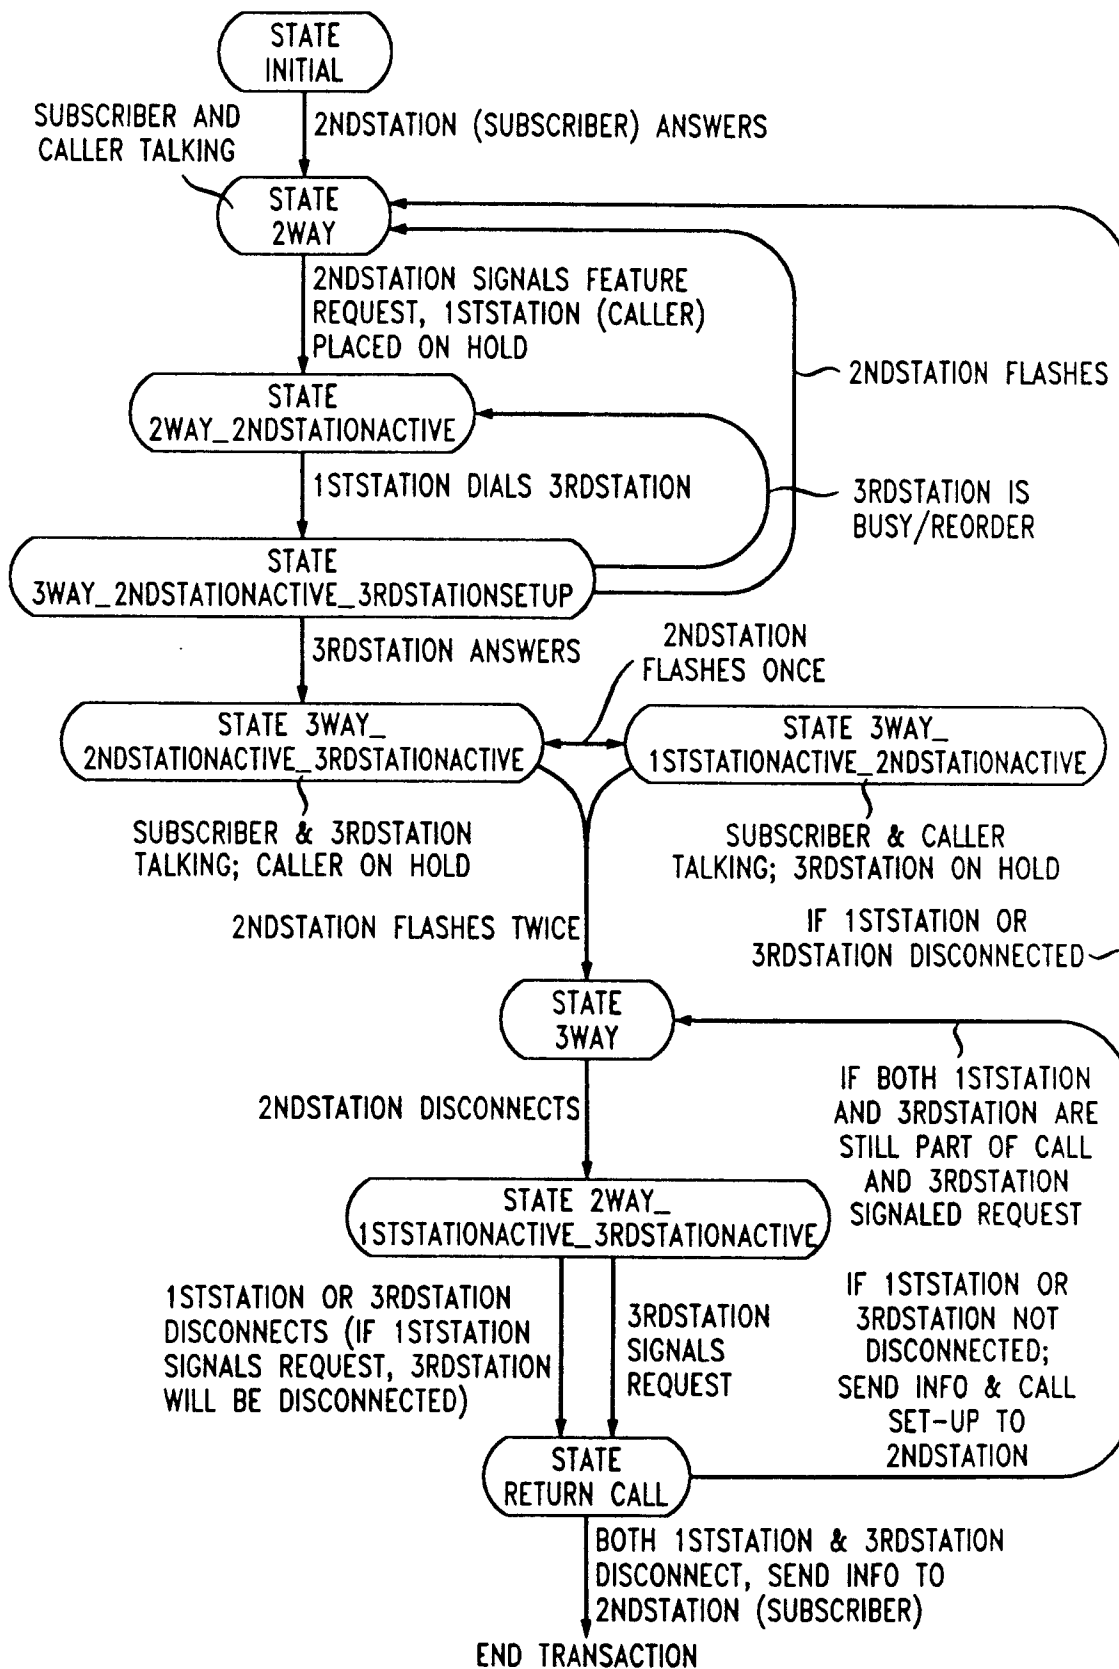 STATE
INITIAL
SUBSCRIBER AND
CALLER TALKING
2NDSTATION (SUBSCRIBER) ANSWERS
STATE
2WAY
2NDSTATION SIGNALS FEATURE
REQUEST, 1STSTATION (CALLER)
PLACED ON HOLD
2NDSTATION FLASHES
STATE
2WAY_2NDSTATIONACTIVE
1STSTATION DIALS 3RDSTATION
3RDSTATION IS
BUSY/REORDER
STATE
3WAY_2NDSTATIONACTIVE_3RDSTATIONSETUP
3RDSTATION ANSWERS
2NDSTATION
FLASHES ONCE
STATE 3WAY_
2NDSTATIONACTIVE_3RDSTATIONACTIVE
STATE 3WAY_
1STSTATIONACTIVE_2NDSTATIONACTIVE
SUBSCRIBER & 3RDSTATION
TALKING; CALLER ON HOLD
SUBSCRIBER & CALLER
TALKING; 3RDSTATION ON HOLD
2NDSTATION FLASHES TWICE
IF 1STSTATION OR
3RDSTATION DISCONNECTED
STATE
3WAY
2NDSTATION DISCONNECTS
IF BOTH 1STSTATION
AND 3RDSTATION ARE
STILL PART OF CALL
AND 3RDSTATION
SIGNALED REQUEST
STATE 2WAY_
1STSTATIONACTIVE_3RDSTATIONACTIVE
1STSTATION OR 3RDSTATION
DISCONNECTS (IF 1STSTATION
SIGNALS REQUEST, 3RDSTATION
WILL BE DISCONNECTED)
3RDSTATION
SIGNALS
REQUEST
IF 1STSTATION OR
3RDSTATION NOT
DISCONNECTED;
SEND INFO & CALL
SET-UP TO
2NDSTATION
STATE
RETURN CALL
BOTH 1STSTATION & 3RDSTATION
DISCONNECT, SEND INFO TO
2NDSTATION (SUBSCRIBER)
END TRANSACTION